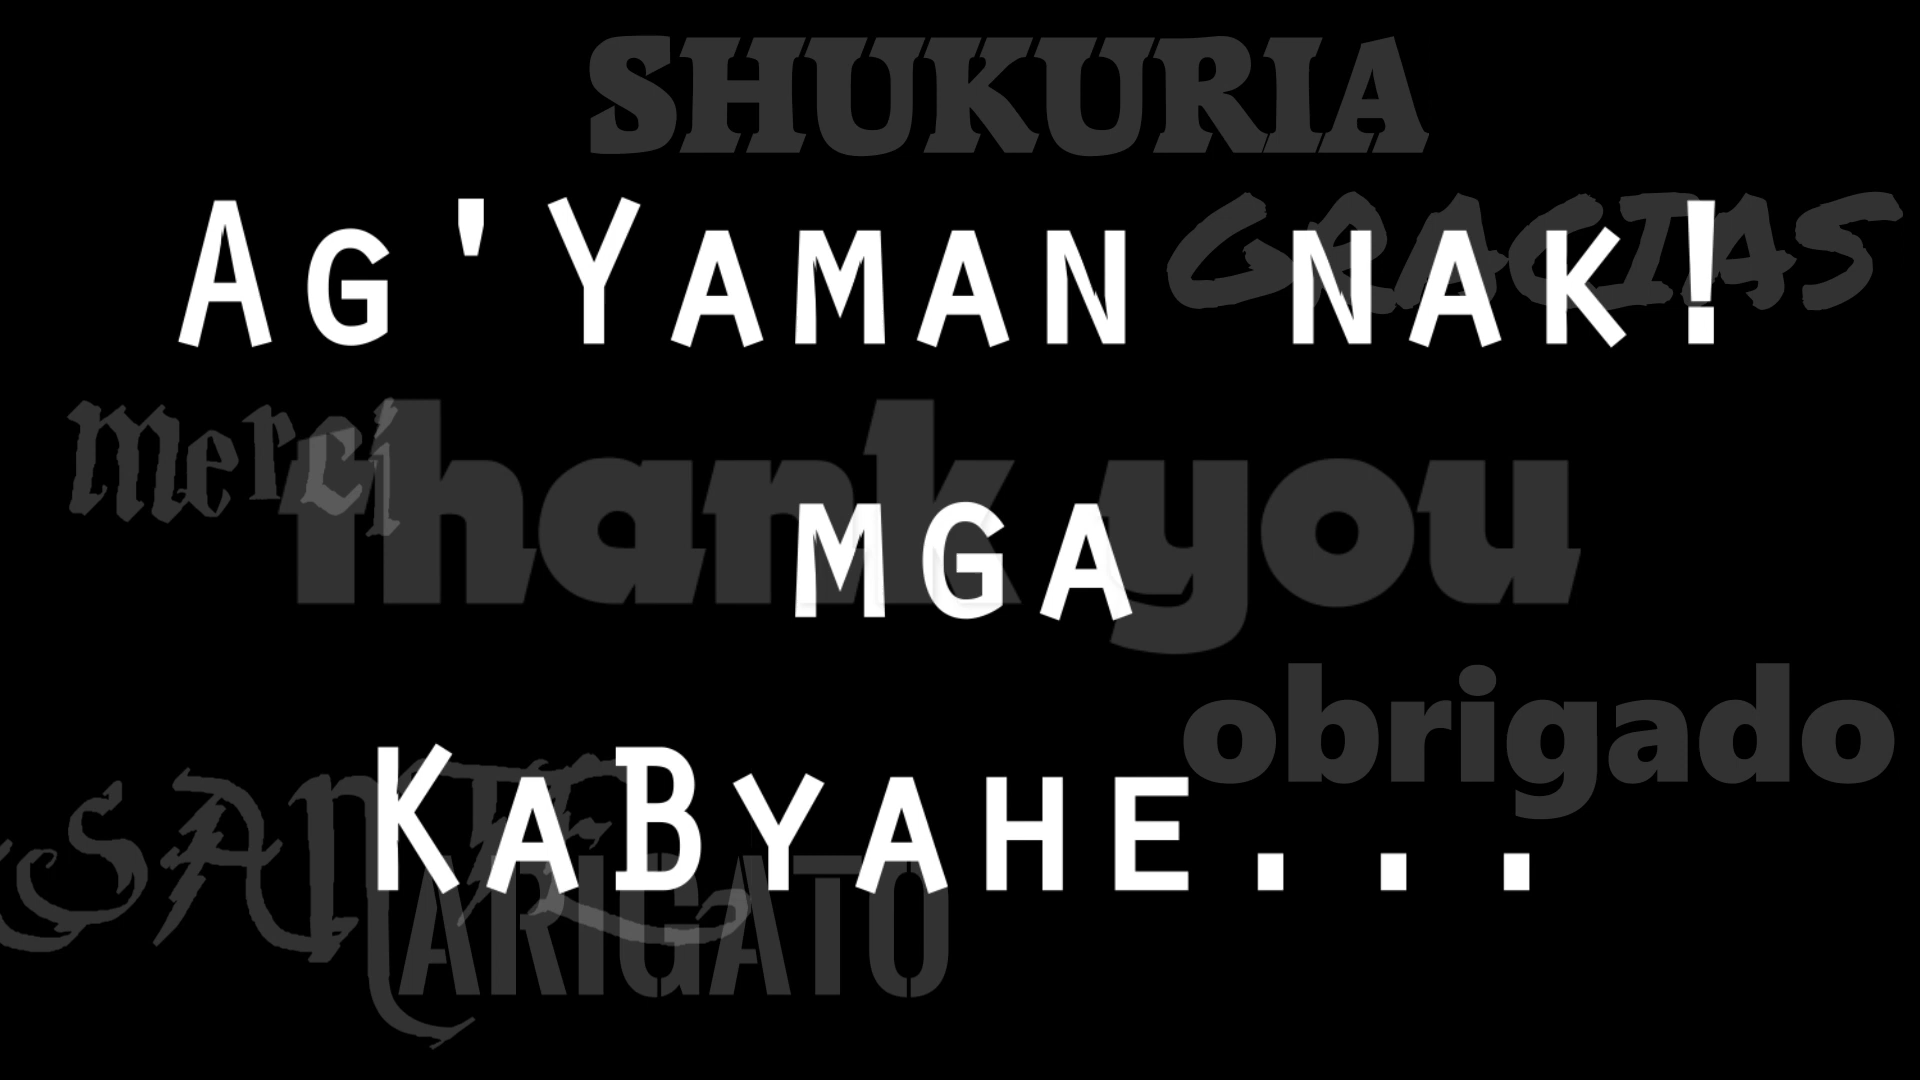 SHUKURIA
GRACIAS
AG'YAMAN NAK!
merci
thank you
MGA
obrigado
KABYAHE...
ARIGATO